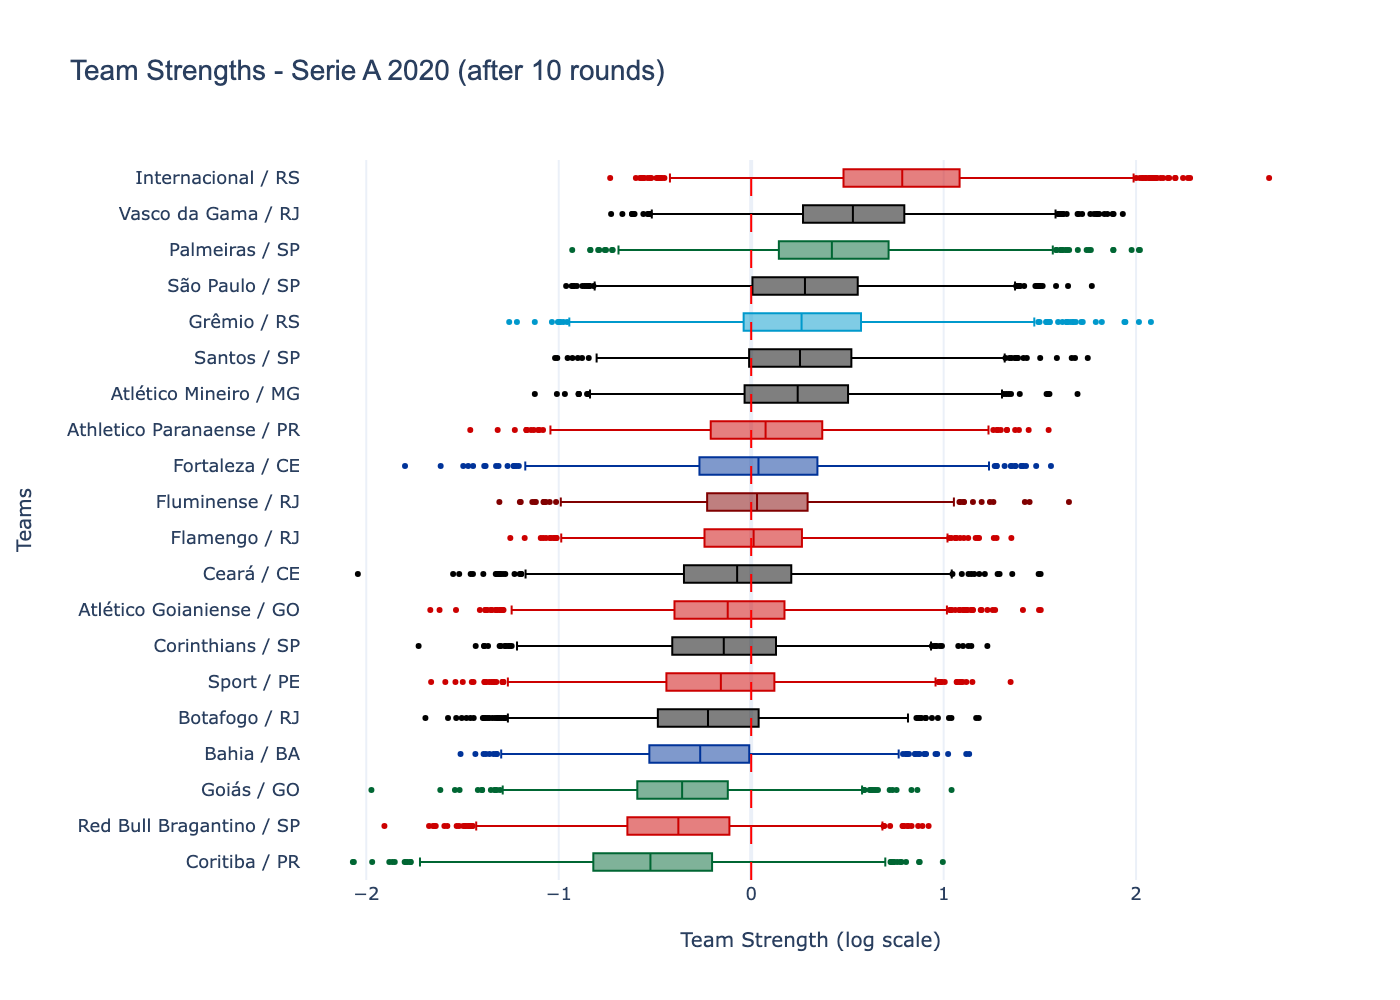 Team Strengths - Serie A 2020 (after 10 rounds)
Internacional / RS
Vasco da Gama / RJ
Palmeiras / SP
São Paulo / SP
Grêmio / RS
Santos / SP
Atlético Mineiro / MG
Athletico Paranaense / PR
Fortaleza / CE
Fluminense / RJ
Flamengo / RJ
Ceará / CE
Atlético Goianiense / GO
Corinthians / SP
Sport / PE
Botafogo / RJ
Bahia / BA
Goiás / GO
Red Bull Bragantino / SP
Coritiba / PR
Teams
−2 −1 0 1 2
Team Strength (log scale)